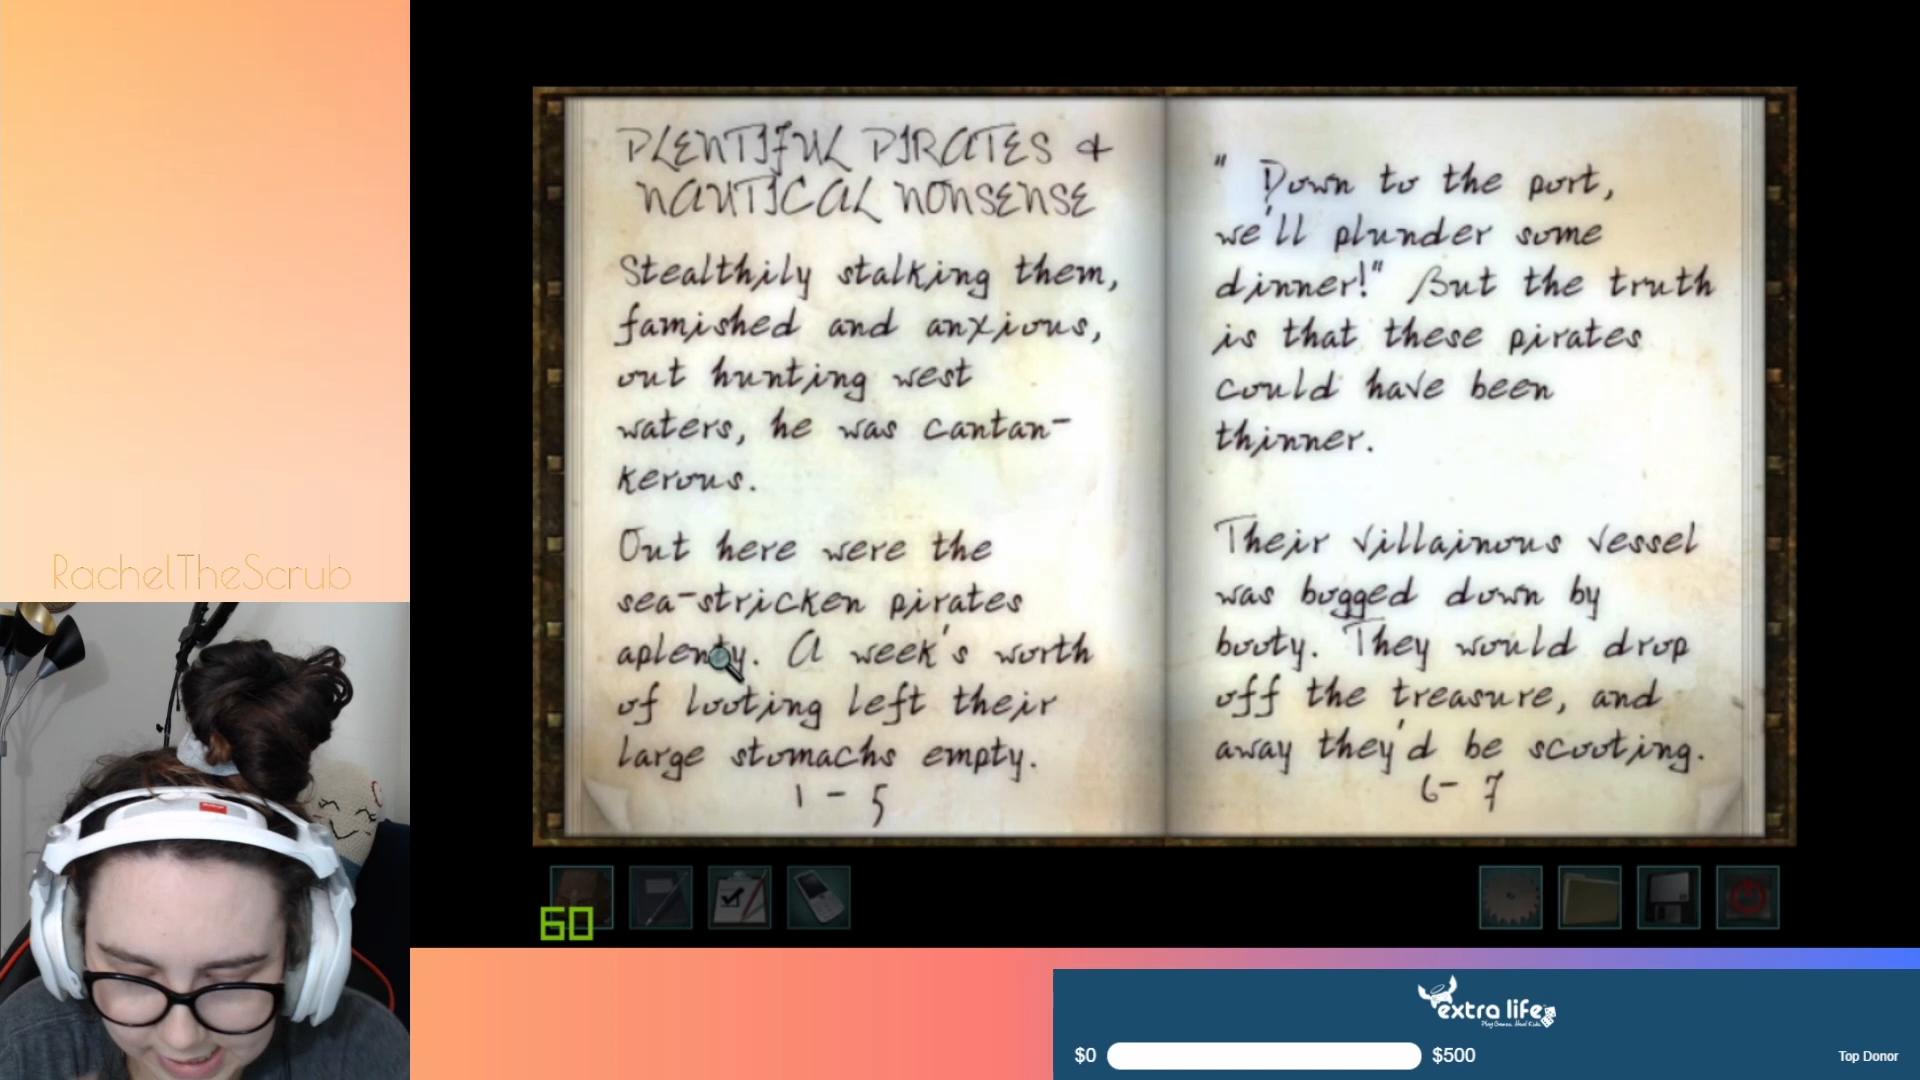 PLENTIFUL PIRATES &
NAUTICAL NONSENSE
Stealthily stalking them,
famished and anxious,
out hunting west
waters, he was cantan-
kerous.
Out here were the
sea-stricken pirates
aplenty. A week's worth
of looting left their
large stomachs empty.
1 - 5
" Down to the port,
we'll plunder some
dinner!" But the truth
is that these pirates
could have been
thinner.
Their villainous vessel
was bogged down by
booty. They would drop
off the treasure, and
away they'd be scooting.
6- 7
RachelTheScrub
60
extra life
Play Games. Heal Kids.
$0
$500
Top Donor